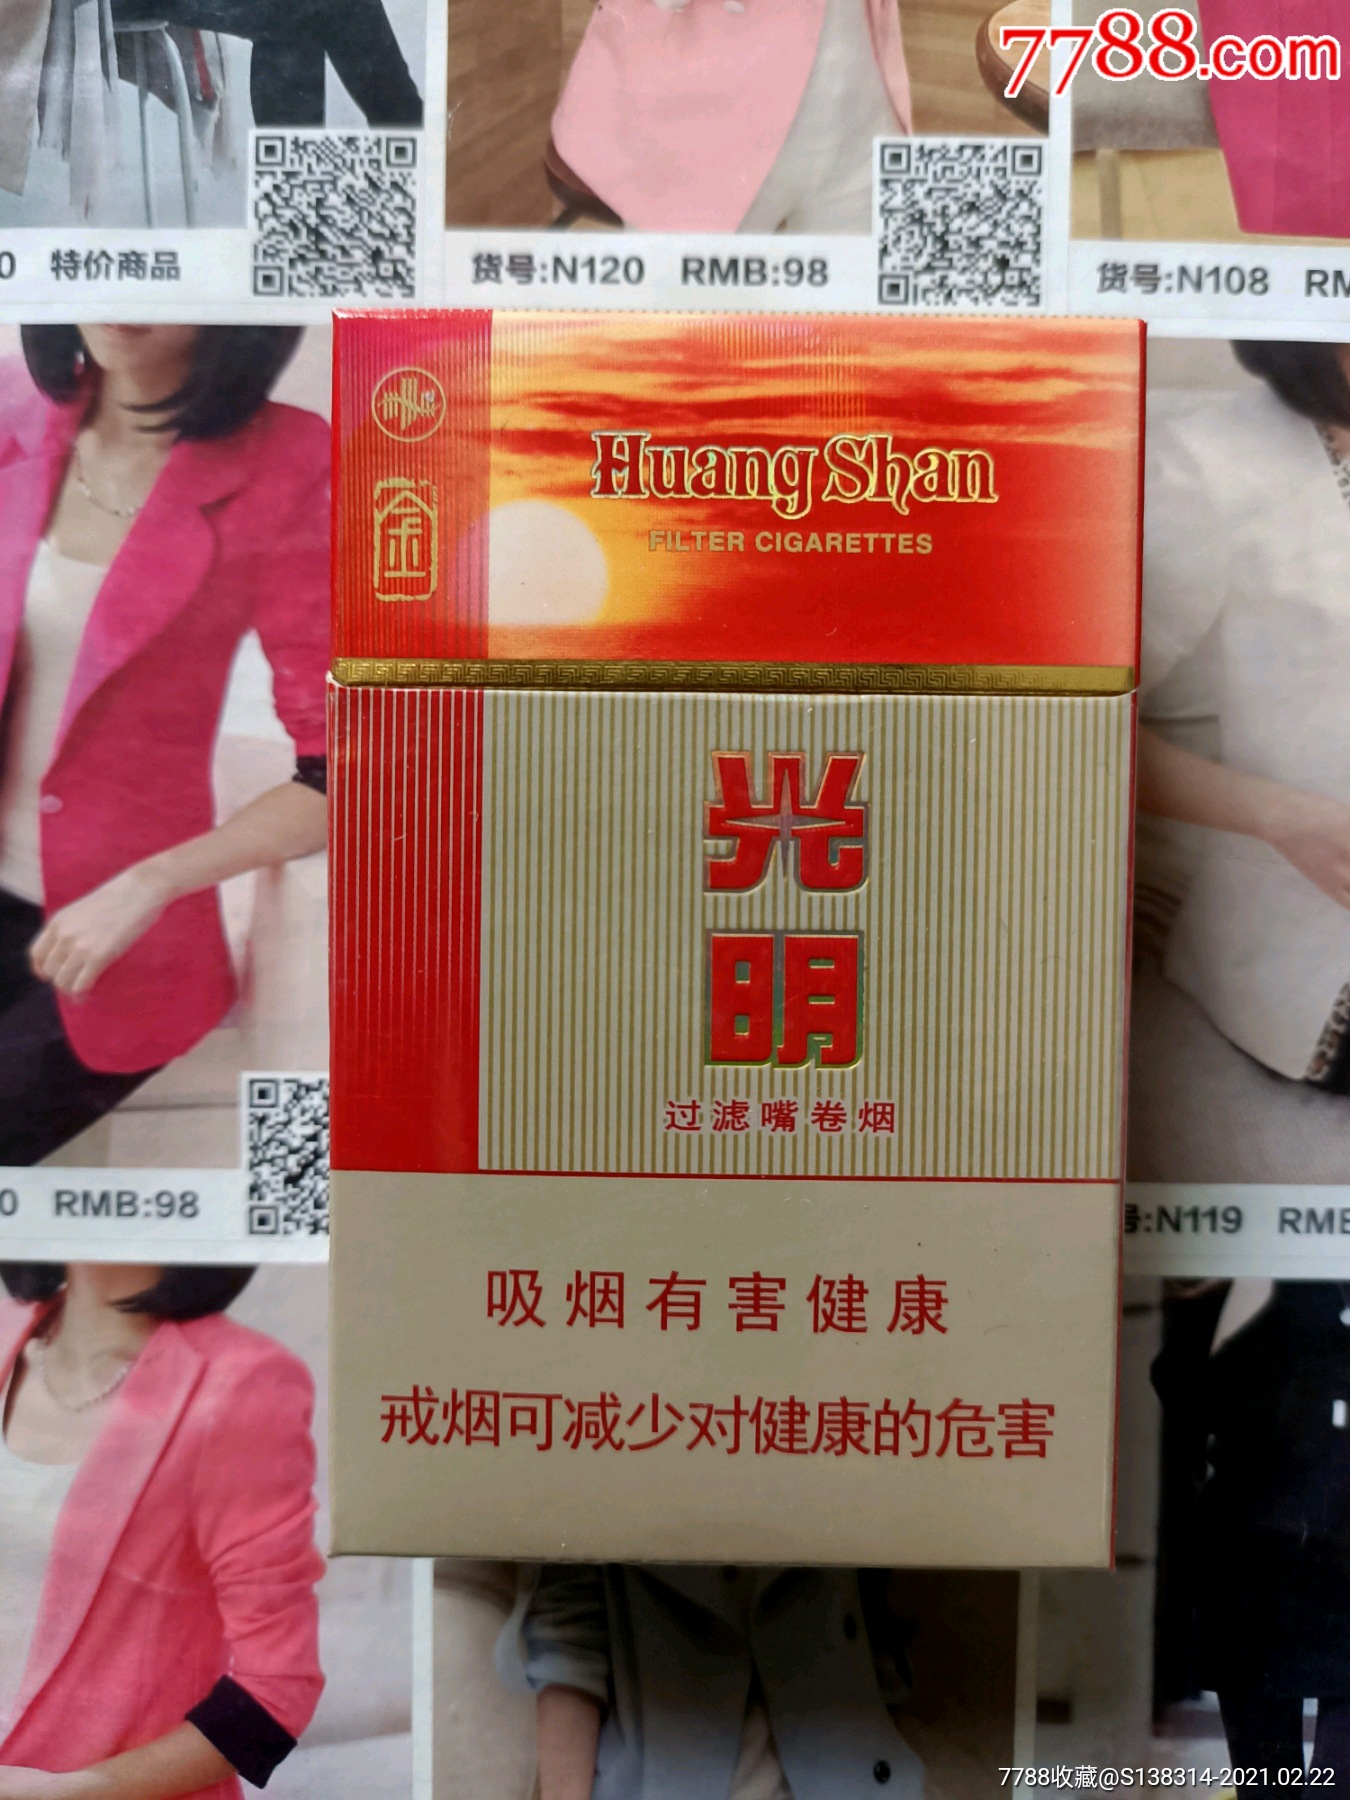 7788.com
0 特价商品
货号:N120 RMB:98
货号:N108 RM
金
Huang Shan
FILTER CIGARETTES
光
明
过滤嘴卷烟
0 RMB:98
号:N119 RMB
吸烟有害健康
戒烟可减少对健康的危害
7788收藏@S138314-2021.02.22